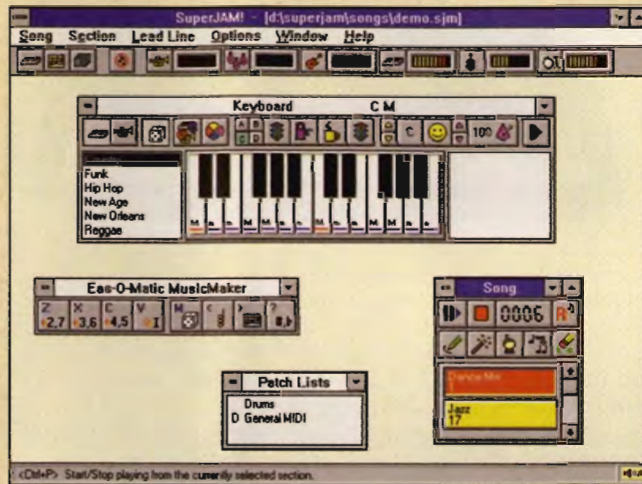 SuperJAM! - [d:\superjam\songs\demo.sjm]
Song Section Lead Line Options Window Help
Keyboard C M
A B
C D
C
100
Funk
Hip Hop
New Age
New Orleans
Reggae
Eas-O-Matic MusicMaker
Z X C V M < > ?
+2,7 +3,6 +4,5 I
Song
0006 R
Dance Mix
1
Jazz
17
Patch Lists
Drums
D General MIDI
<Ctrl+P> Start/Stop playing from the currently selected section.